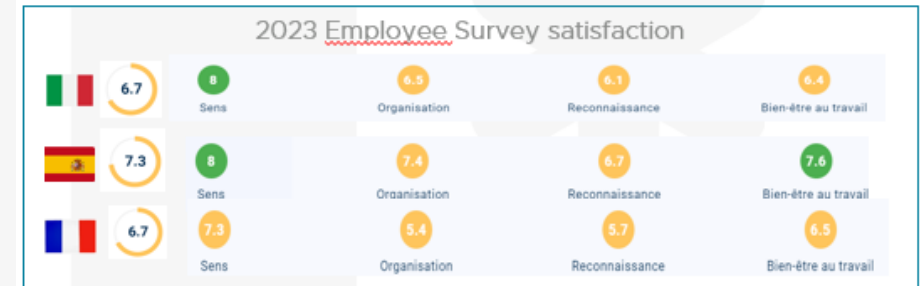 2023 Employee Survey satisfaction
6.7 8 6.5 6.1 6.4
Sens Organisation Reconnaissance Bien-être au travail
7.3 8 7.4 6.7 7.6
Sens Organisation Reconnaissance Bien-être au travail
6.7 7.3 5.4 5.7 6.5
Sens Organisation Reconnaissance Bien-être au travail